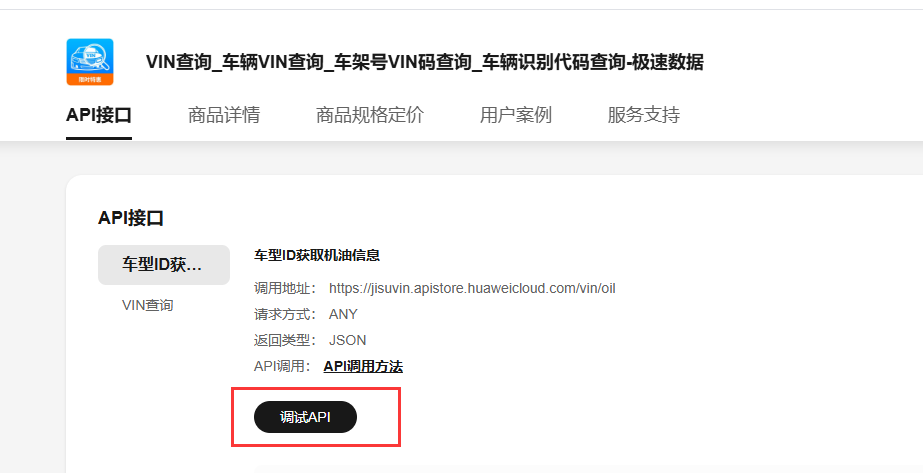 VIN
限时特惠
VIN查询_车辆VIN查询_车架号VIN码查询_车辆识别代码查询-极速数据
API接口 商品详情 商品规格定价 用户案例 服务支持
API接口
车型ID获...
VIN查询
车型ID获取机油信息
调用地址： https://jisuvin.apistore.huaweicloud.com/vin/oil
请求方式： ANY
返回类型： JSON
API调用： API调用方法
调试API